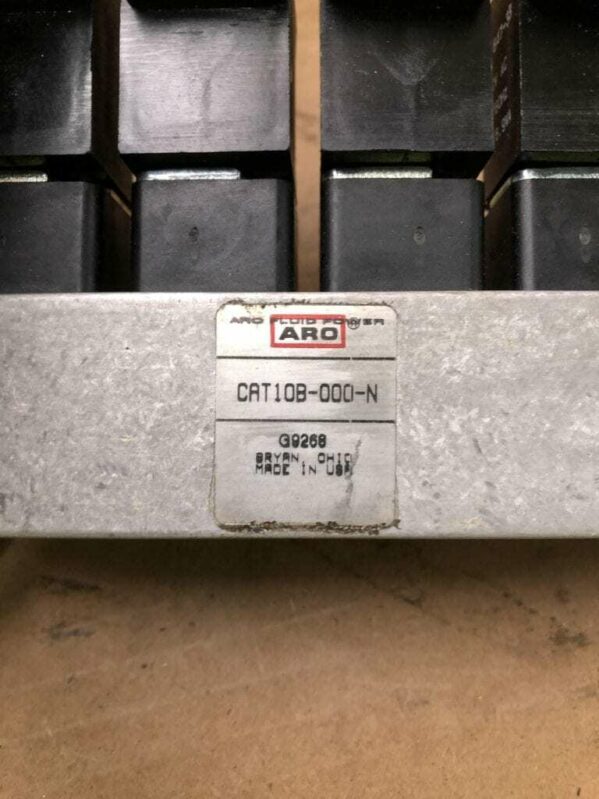 ARO FLUID POWER
ARO®
CAT10B-000-N
G9268
BRYAN, OHIO
MADE IN USA